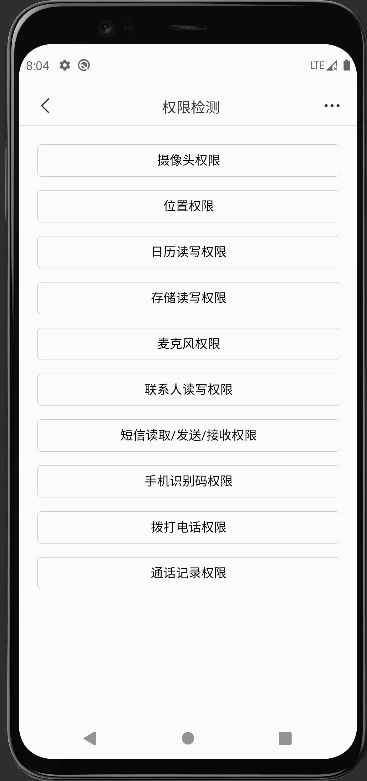 8:04 LTE
权限检测
摄像头权限
位置权限
日历读写权限
存储读写权限
麦克风权限
联系人读写权限
短信读取/发送/接收权限
手机识别码权限
拨打电话权限
通话记录权限